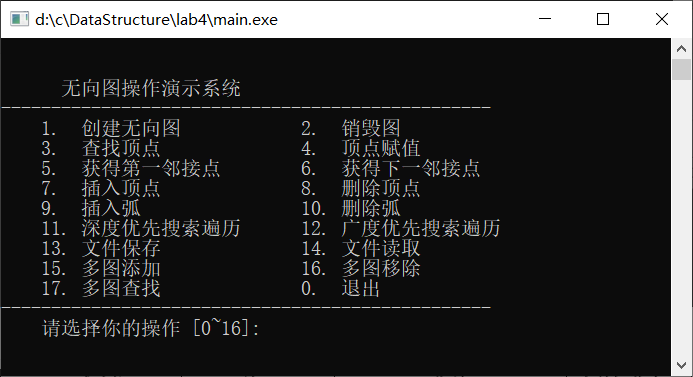 d:\c\DataStructure\lab4\main.exe
无向图操作演示系统
-------------------------------------------------
1. 创建无向图 2. 销毁图
3. 查找顶点 4. 顶点赋值
5. 获得第一邻接点 6. 获得下一邻接点
7. 插入顶点 8. 删除顶点
9. 插入弧 10. 删除弧
11. 深度优先搜索遍历 12. 广度优先搜索遍历
13. 文件保存 14. 文件读取
15. 多图添加 16. 多图移除
17. 多图查找 0. 退出
-------------------------------------------------
请选择你的操作 [0~16]: